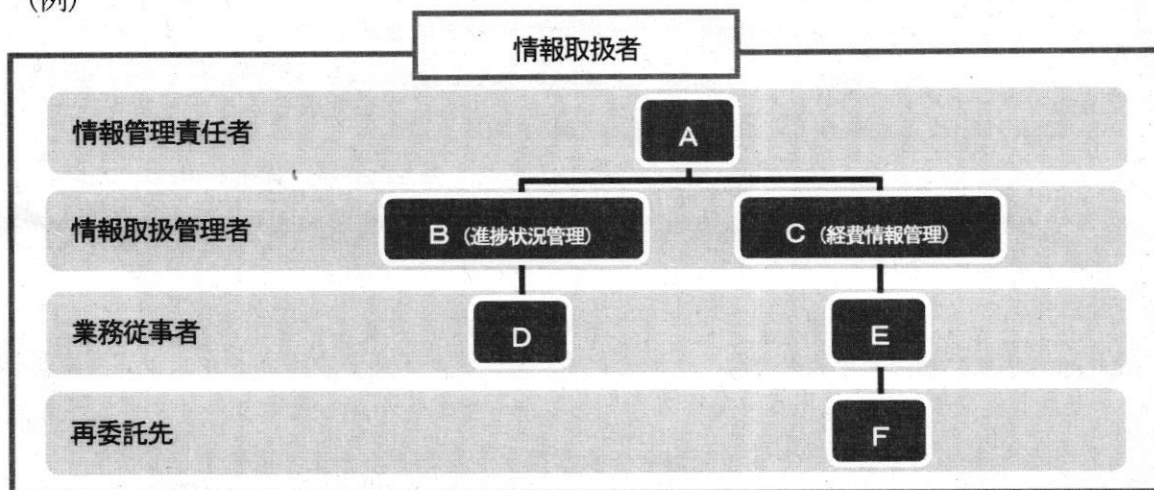 (例)
情報取扱者
情報管理責任者
A
情報取扱管理者
B (進捗状況管理)
C (経費情報管理)
業務従事者
D
E
再委託先
F